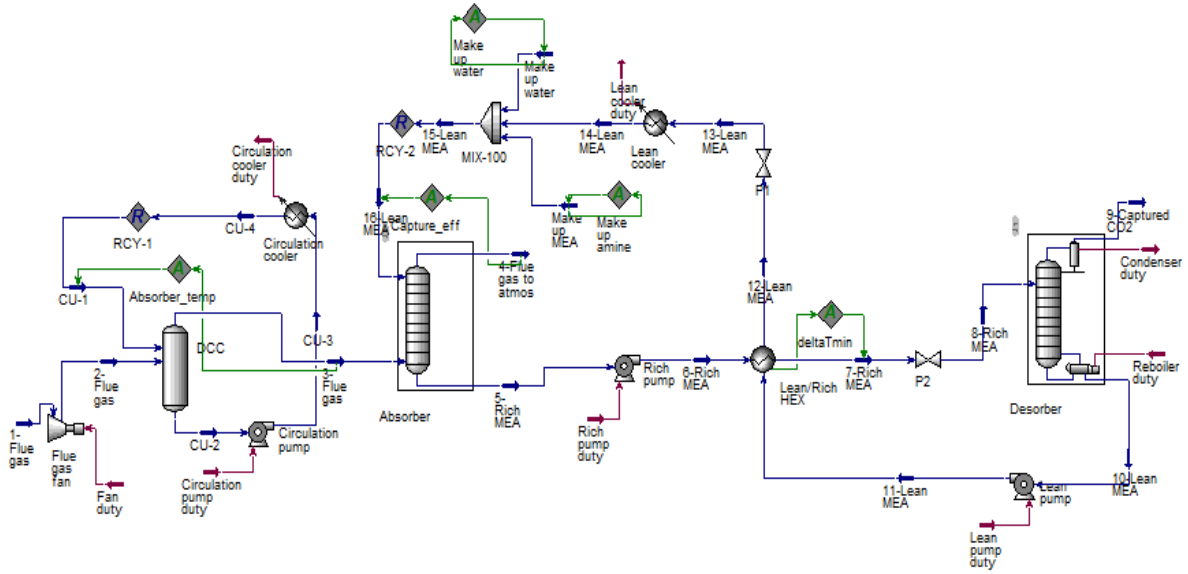 A
Make
up
water
Make
up
water
Lean
cooler
duty
R
RCY-2
15-Lean
MEA
MIX-100
14-Lean
MEA
Lean
cooler
13-Lean
MEA
P1
Circulation
cooler
duty
R
RCY-1
CU-4
Circulation
cooler
16-Lean
MEA
A
Capture_eff
Make
up
MEA
A
Make
up
amine
4-Flue
gas to
atmos
9-Captured
CO2
Condenser
duty
CU-1
A
Absorber_temp
CU-3
12-Lean
MEA
A
deltaTmin
8-Rich
MEA
DCC
2-
Flue
gas
3-
Flue
gas
Rich
pump
6-Rich
MEA
Lean/Rich
HEX
7-Rich
MEA
P2
Reboiler
duty
Absorber
5-
Rich
MEA
Desorber
1-
Flue
gas
Flue
gas
fan
CU-2
Circulation
pump
Rich
pump
duty
Fan
duty
Circulation
pump duty
11-Lean
MEA
Lean
pump
10-Lean
MEA
Lean
pump
duty